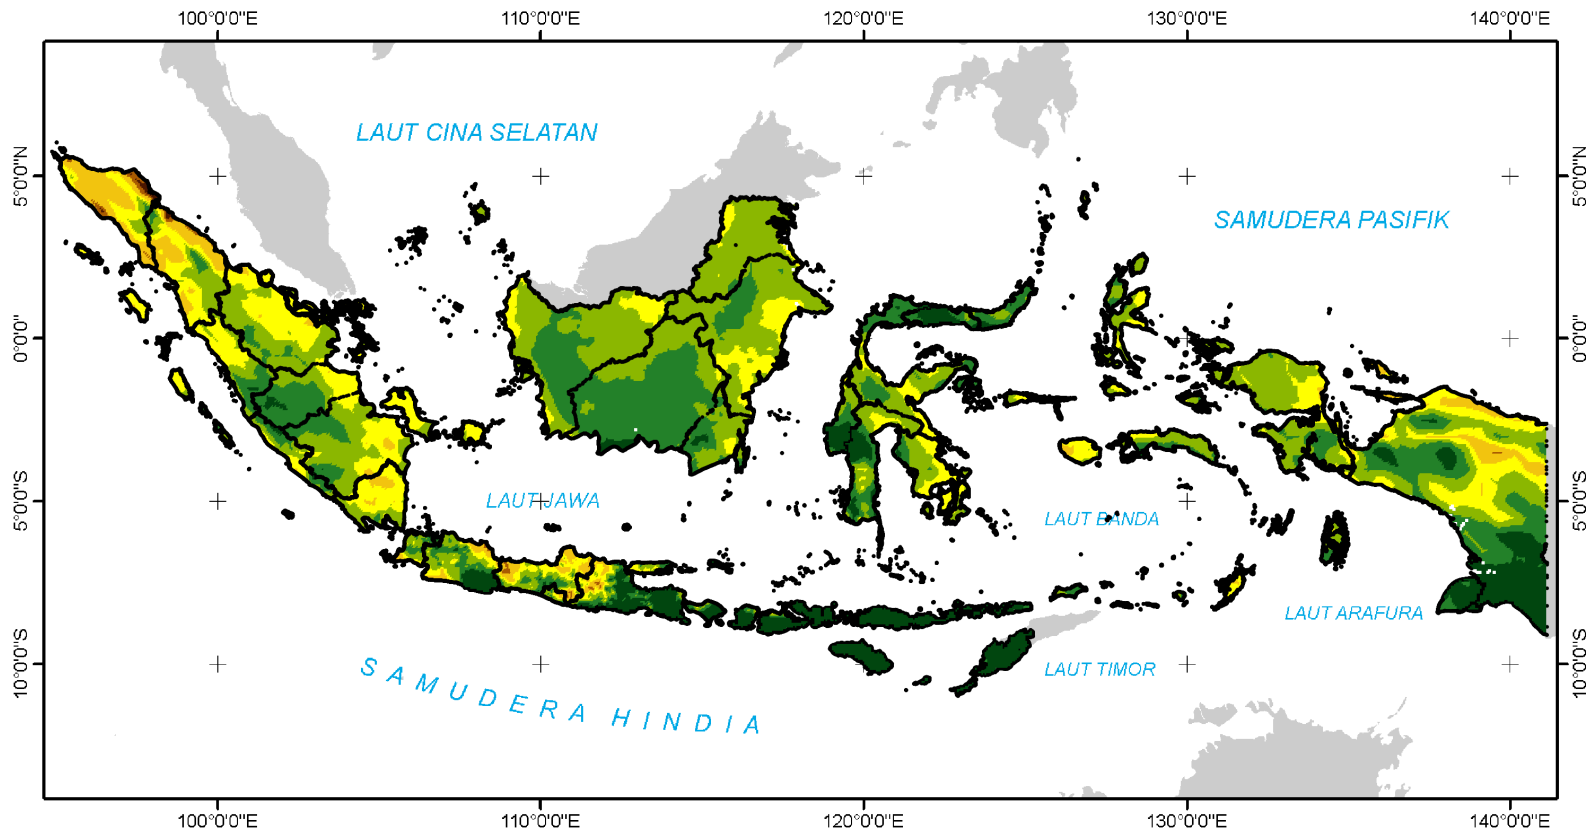 100°0'0"E 110°0'0"E 120°0'0"E 130°0'0"E 140°0'0"E
LAUT CINA SELATAN
5°0'0"N 5°0'0"N
SAMUDERA PASIFIK
0°0'0" 0°0'0"
LAUT JAWA
5°0'0"S 5°0'0"S
LAUT BANDA
LAUT ARAFURA
10°0'0"S 10°0'0"S
LAUT TIMOR
SAMUDERA HINDIA
100°0'0"E 110°0'0"E 120°0'0"E 130°0'0"E 140°0'0"E